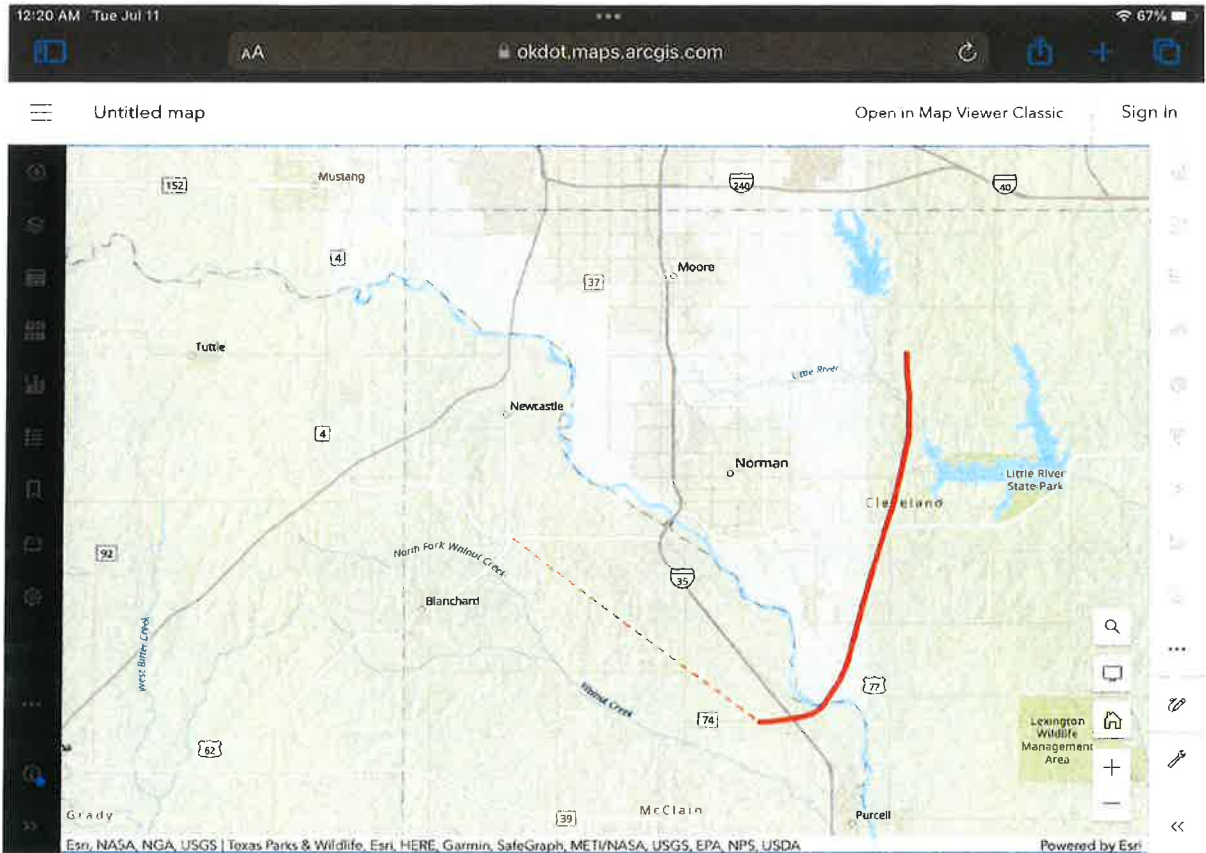 12:20 AM Tue Jul 11
67%
AA
okdot.maps.arcgis.com
Untitled map
Open in Map Viewer Classic
Sign In
152
Mustang
240
40
4
Moore
37
Tuttle
Little River
Newcastle
4
Norman
Little River
State Park
Cleveland
92
North Fork Walnut Creek
35
Blanchard
West Bitter Creek
77
Walnut Creek
74
62
Lexington
Wildlife
Management
Area
Grady
39
McClain
Purcell
Esri, NASA, NGA, USGS | Texas Parks & Wildlife, Esri, HERE, Garmin, SafeGraph, METI/NASA, USGS, EPA, NPS, USDA
Powered by Esri